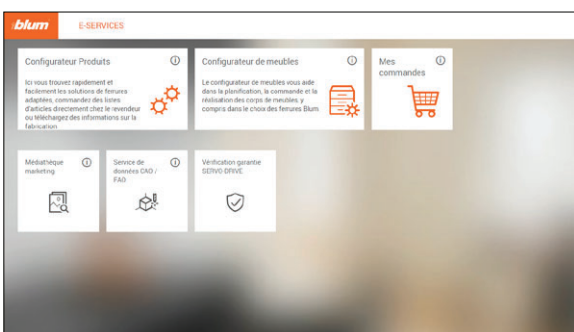 blum
E-SERVICES
Configurateur Produits
Ici vous trouvez rapidement et
facilement les solutions de ferrures
adaptées, commandez des listes
d'articles directement chez le revendeur
ou téléchargez des informations sur la
fabrication
Configurateur de meubles
Le configurateur de meubles vous aide
dans la planification, la commande et la
réalisation des corps de meubles, y
compris dans le choix des ferrures Blum.
Mes
commandes
Médiathèque
marketing
Service de
données CAO /
FAO
Vérification garantie
SERVO DRIVE